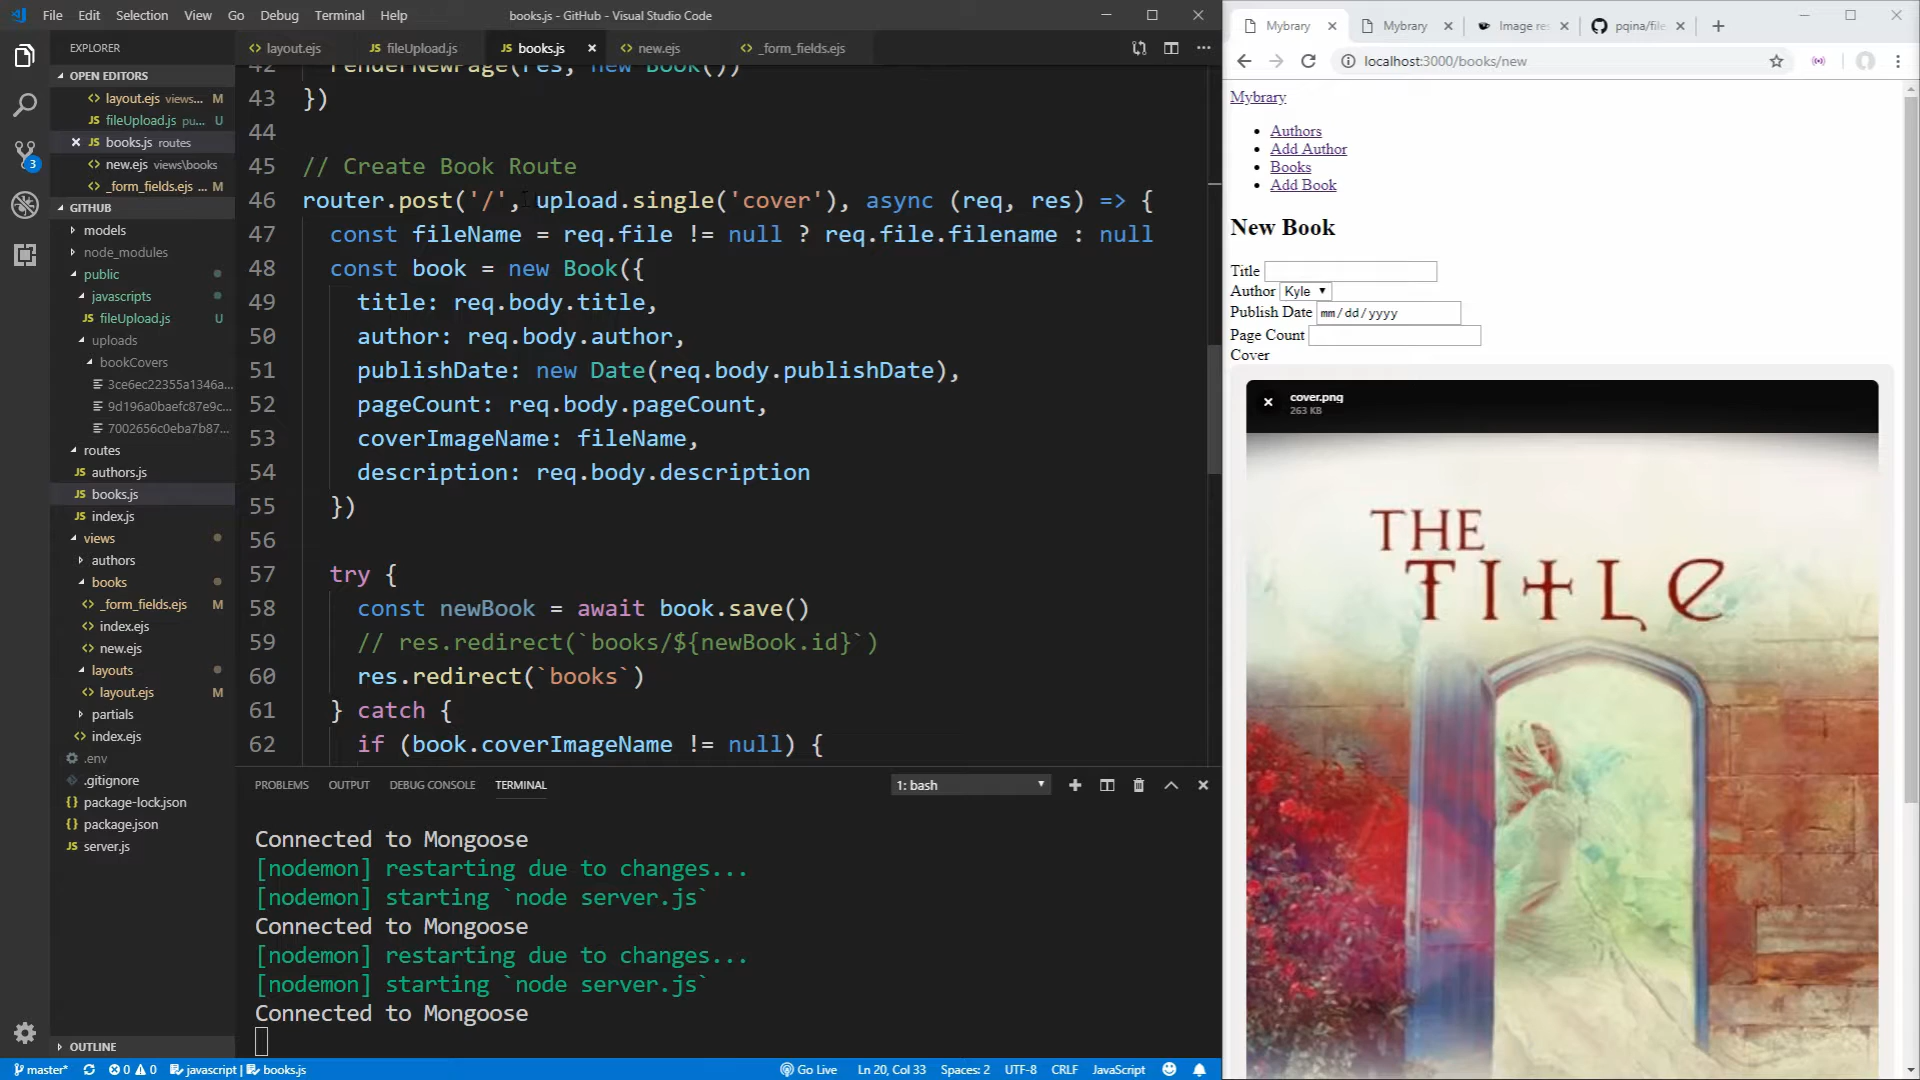 File Edit Selection View Go Debug Terminal Help
books.js - GitHub - Visual Studio Code
EXPLORER
OPEN EDITORS
layout.ejs views... M
fileUpload.js pu... U
books.js routes
new.ejs views\books
_form_fields.ejs ... M
GITHUB
models
node_modules
public
javascripts
fileUpload.js U
uploads
bookCovers
3ce6ec22355a1346a...
9d196a0baefc87e9c...
7002656c0eba7b87...
routes
authors.js
books.js
index.js
views
authors
books
_form_fields.ejs M
index.ejs
new.ejs
layouts
layout.ejs M
partials
index.ejs
.env
.gitignore
package-lock.json
package.json
server.js
OUTLINE
3
layout.ejs fileUpload.js books.js new.ejs _form_fields.ejs
42 renderNewPage(res, new Book())
43 })
44
45 // Create Book Route
46 router.post('/', upload.single('cover'), async (req, res) => {
47 const fileName = req.file != null ? req.file.filename : null
48 const book = new Book({
49 title: req.body.title,
50 author: req.body.author,
51 publishDate: new Date(req.body.publishDate),
52 pageCount: req.body.pageCount,
53 coverImageName: fileName,
54 description: req.body.description
55 })
56
57 try {
58 const newBook = await book.save()
59 // res.redirect(`books/${newBook.id}`)
60 res.redirect(`books`)
61 } catch {
62 if (book.coverImageName != null) {
PROBLEMS OUTPUT DEBUG CONSOLE TERMINAL
1: bash
Connected to Mongoose
[nodemon] restarting due to changes...
[nodemon] starting `node server.js`
Connected to Mongoose
[nodemon] restarting due to changes...
[nodemon] starting `node server.js`
Connected to Mongoose
master* 0 0 javascript | books.js
Go Live Ln 20, Col 33 Spaces: 2 UTF-8 CRLF JavaScript
Mybrary Mybrary Image res pqina/file
localhost:3000/books/new
Mybrary
Authors
Add Author
Books
Add Book
New Book
Title
Author Kyle
Publish Date mm/dd/yyyy
Page Count
Cover
cover.png
263 KB
THE
TITLE